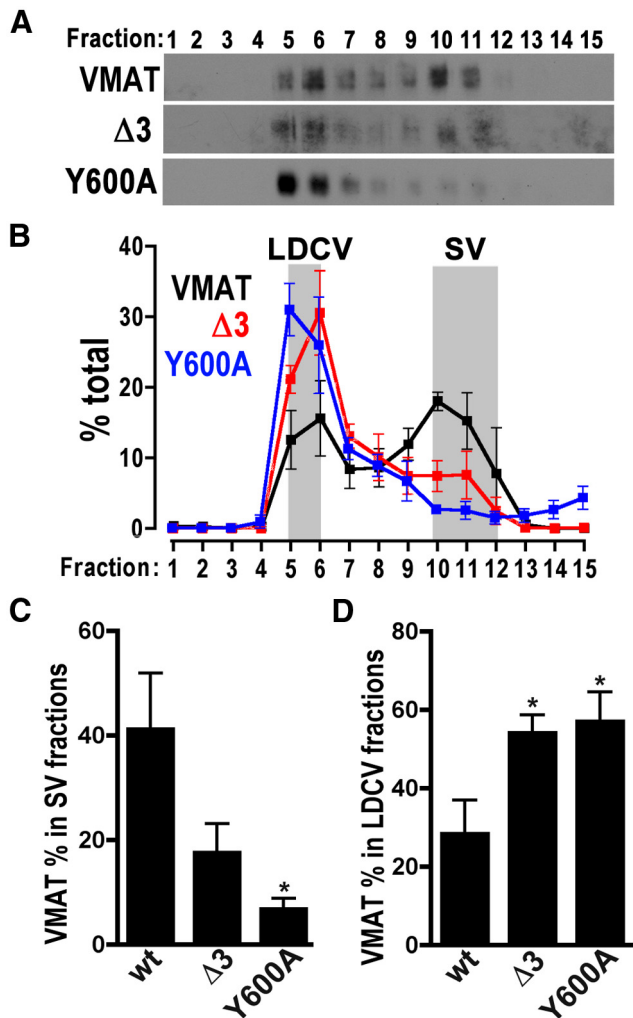 A
Fraction: 1 2 3 4 5 6 7 8 9 10 11 12 13 14 15
VMAT
Δ3
Y600A
B
LDCV SV
VMAT
Δ3
Y600A
% total
40
30
20
10
0
Fraction: 1 2 3 4 5 6 7 8 9 10 11 12 13 14 15
C
VMAT % in SV fractions
60
40
20
0
*
wt Δ3 Y600A
D
VMAT % in LDCV fractions
80
60
40
20
0
* *
wt Δ3 Y600A